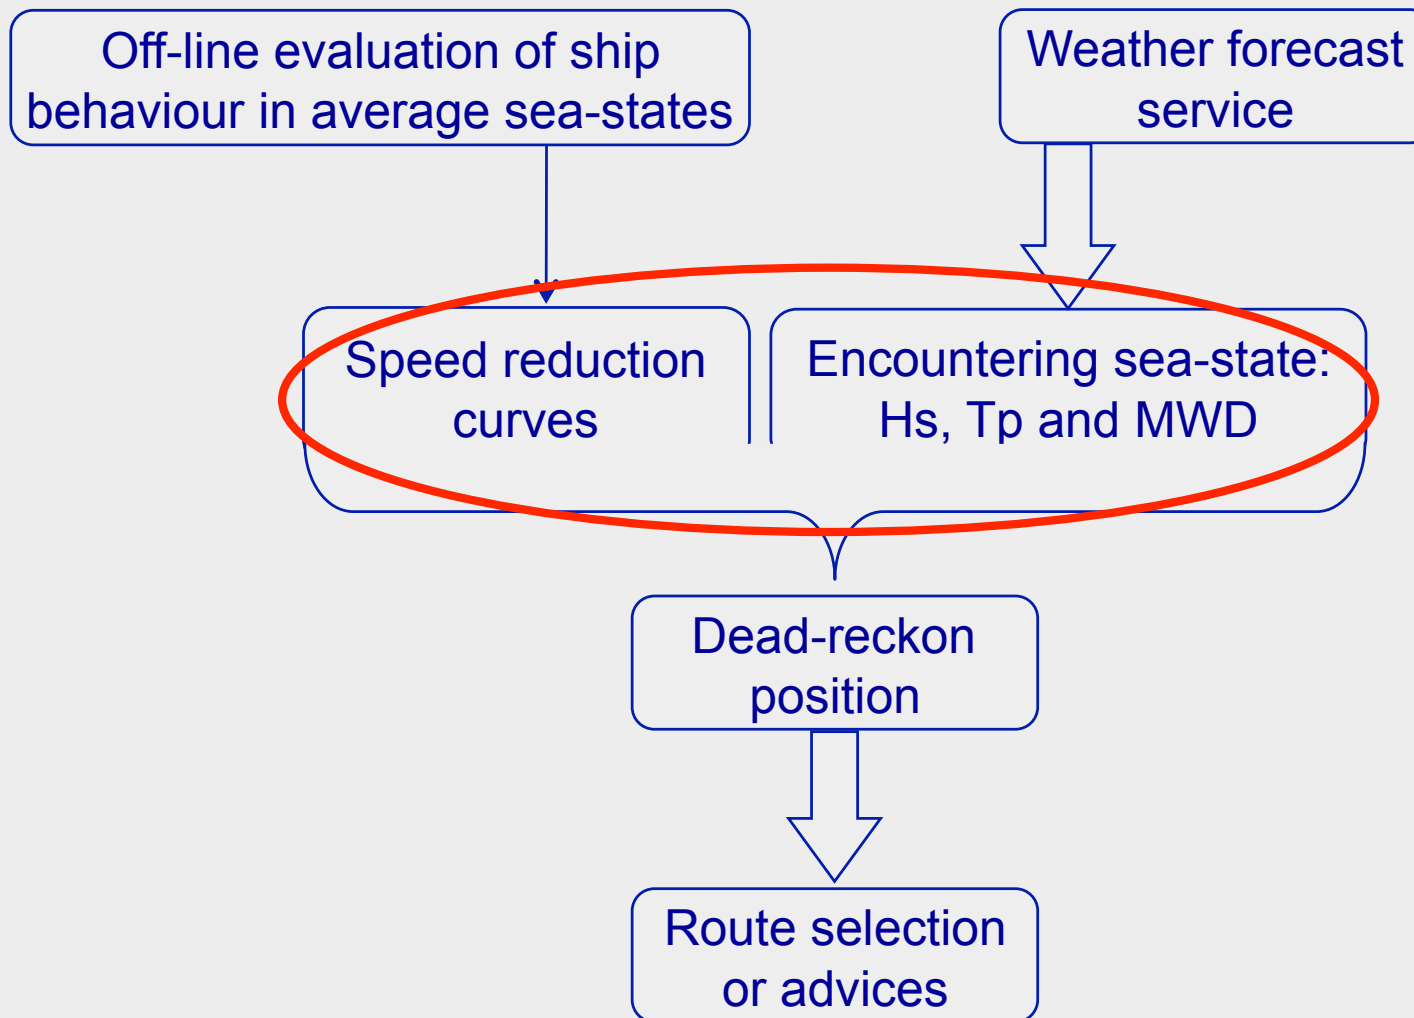 Off-line evaluation of ship
behaviour in average sea-states
Weather forecast
service
Speed reduction
curves
Encountering sea-state:
Hs, Tp and MWD
Dead-reckon
position
Route selection
or advices